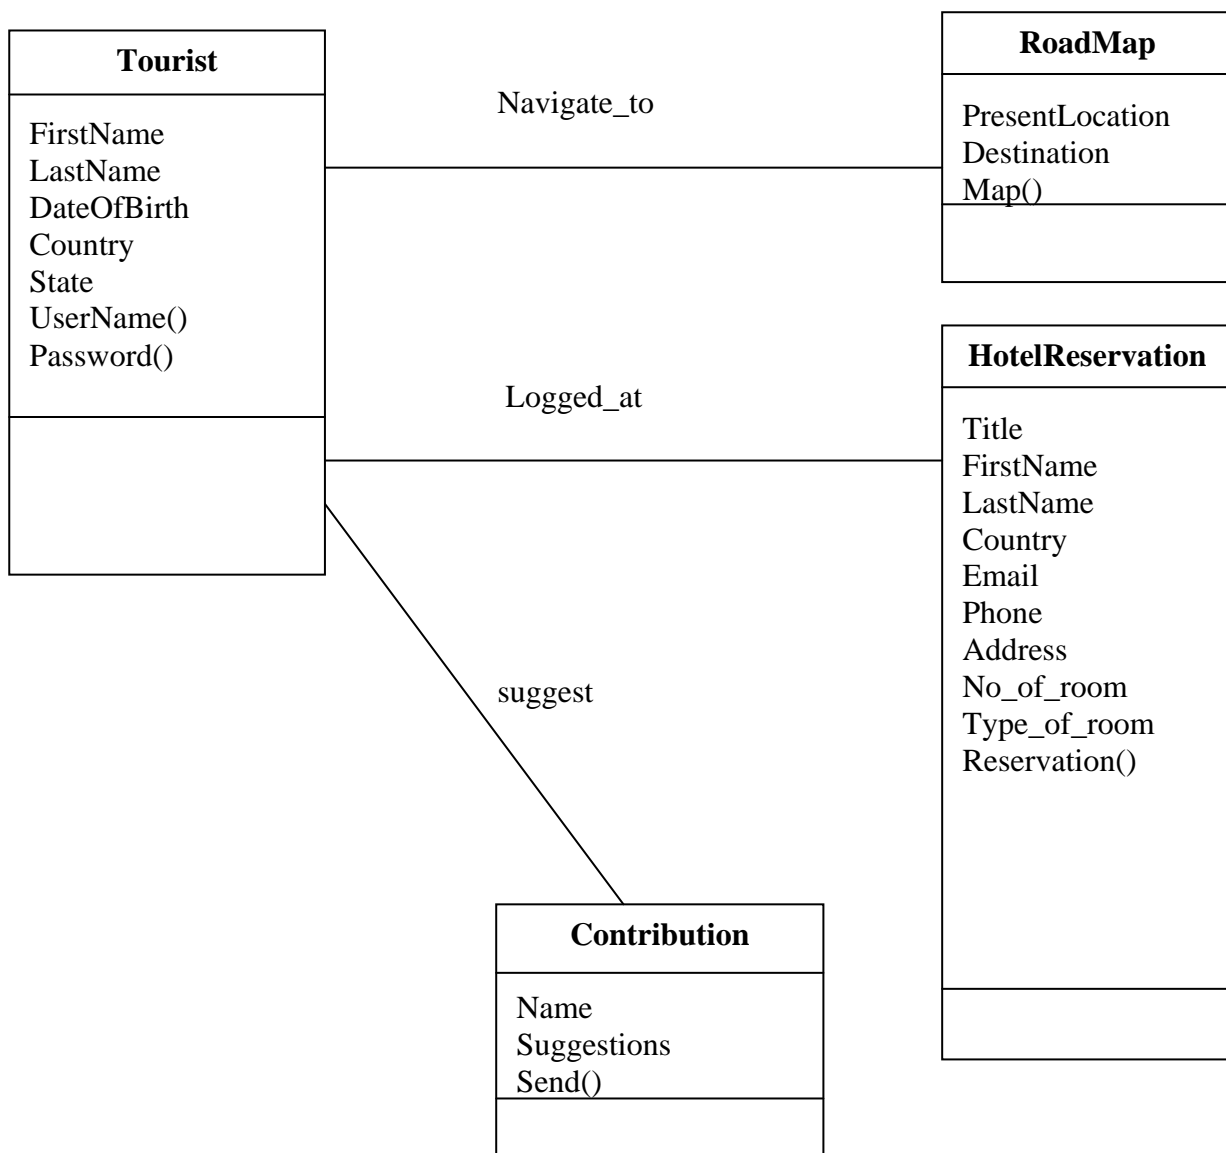 Tourist
FirstName
LastName
DateOfBirth
Country
State
UserName()
Password()
Navigate_to
RoadMap
PresentLocation
Destination
Map()
Logged_at
HotelReservation
Title
FirstName
LastName
Country
Email
Phone
Address
No_of_room
Type_of_room
Reservation()
suggest
Contribution
Name
Suggestions
Send()